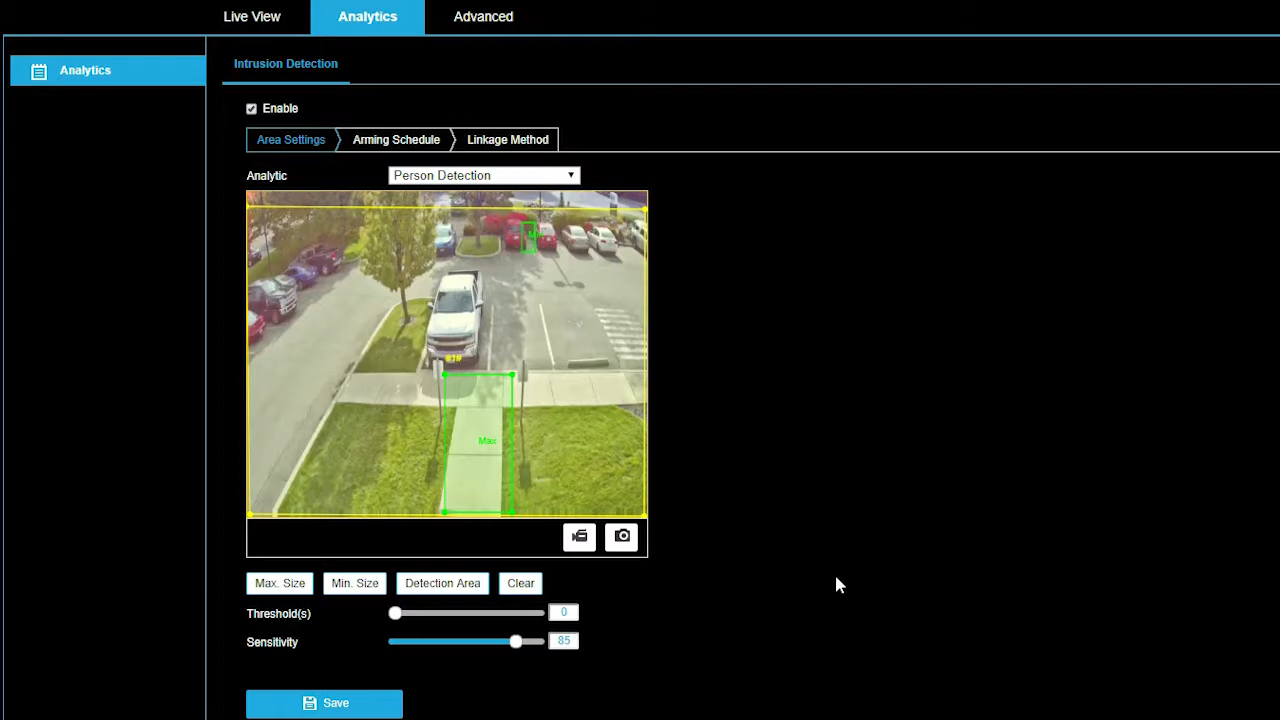 Live View
Analytics
Advanced
Analytics
Intrusion Detection
Enable
Area Settings
Arming Schedule
Linkage Method
Analytic
Person Detection
#1#
Max
Max. Size
Min. Size
Detection Area
Clear
Threshold(s)
0
Sensitivity
85
Save